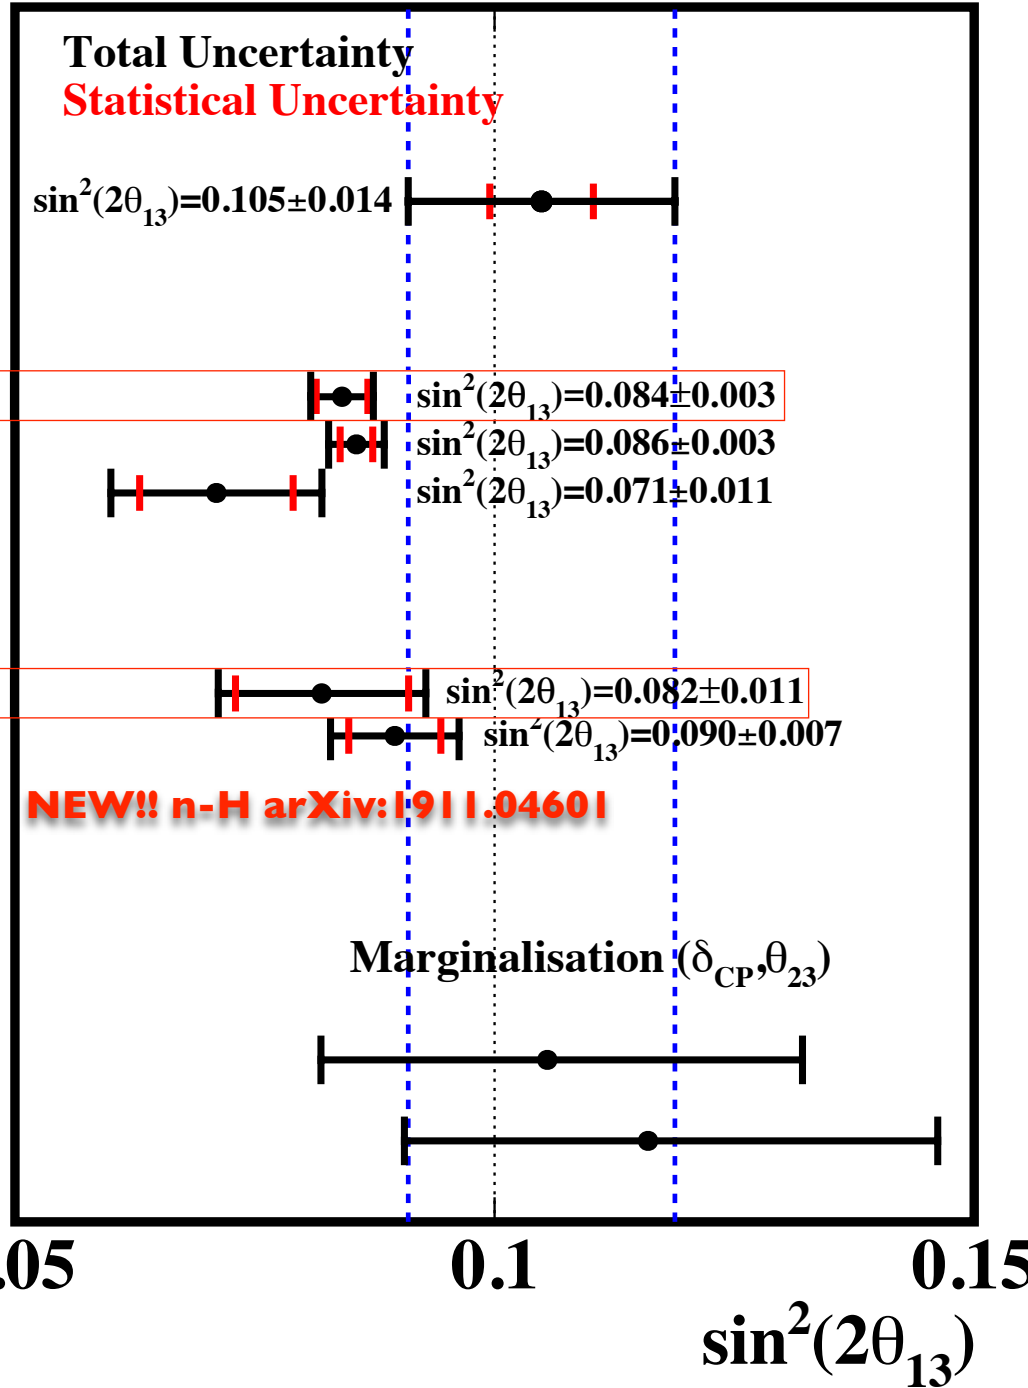 Total Uncertainty
Statistical Uncertainty
sin²(2θ₁₃)=0.105±0.014
sin²(2θ₁₃)=0.084±0.003
sin²(2θ₁₃)=0.086±0.003
sin²(2θ₁₃)=0.071±0.011
sin²(2θ₁₃)=0.082±0.011
sin²(2θ₁₃)=0.090±0.007
NEW!! n-H arXiv:1911.04601
Marginalisation (δ_CP,θ₂₃)
.05 0.1 0.15
sin²(2θ₁₃)